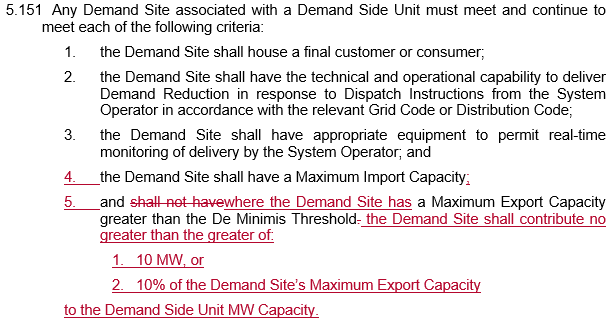 5.151 Any Demand Site associated with a Demand Side Unit must meet and continue to
meet each of the following criteria:
1. the Demand Site shall house a final customer or consumer;
2. the Demand Site shall have the technical and operational capability to deliver
Demand Reduction in response to Dispatch Instructions from the System
Operator in accordance with the relevant Grid Code or Distribution Code;
3. the Demand Site shall have appropriate equipment to permit real-time
monitoring of delivery by the System Operator; and
4. the Demand Site shall have a Maximum Import Capacity;
5. and shall not havewhere the Demand Site has a Maximum Export Capacity
greater than the De Minimis Threshold. the Demand Site shall contribute no
greater than the greater of:
1. 10 MW, or
2. 10% of the Demand Site's Maximum Export Capacity
to the Demand Side Unit MW Capacity.